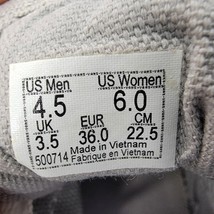 US Men US Women
4.5 6.0
UK EUR CM
3.5 36.0 22.5
Made in Vietnam
500714 Fabrique en Vietnam